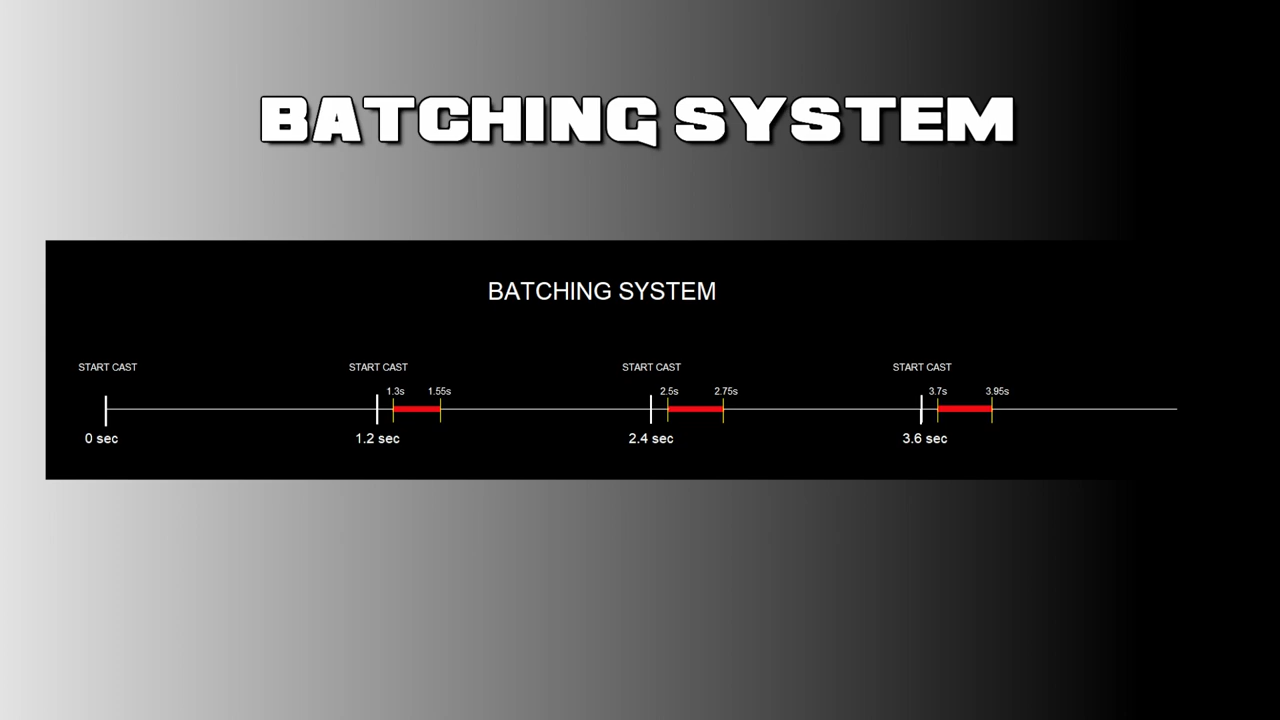 BATCHING SYSTEM
BATCHING SYSTEM
START CAST START CAST START CAST START CAST
1.3s 1.55s 2.5s 2.75s 3.7s 3.95s
0 sec 1.2 sec 2.4 sec 3.6 sec